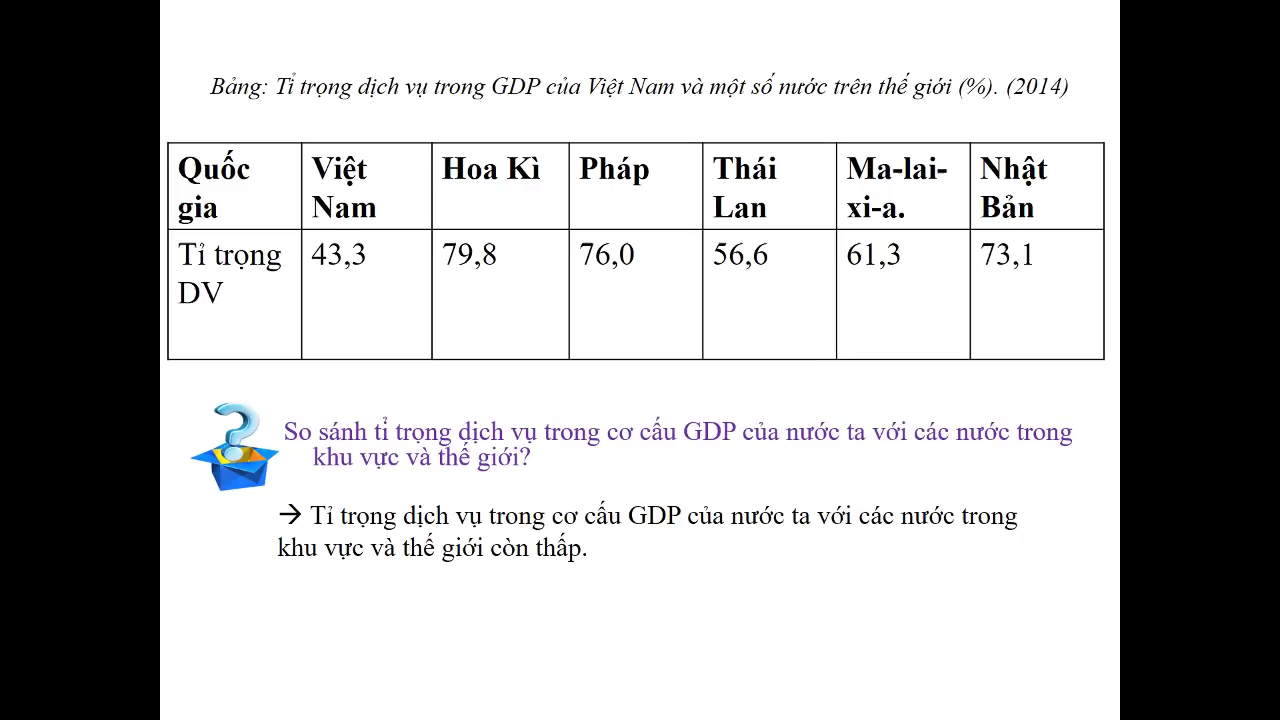 Bảng: Tỉ trọng dịch vụ trong GDP của Việt Nam và một số nước trên thế giới (%). (2014)
Quốc gia | Việt Nam | Hoa Kì | Pháp | Thái Lan | Ma-lai-xi-a. | Nhật Bản
Tỉ trọng DV | 43,3 | 79,8 | 76,0 | 56,6 | 61,3 | 73,1
So sánh tỉ trọng dịch vụ trong cơ cấu GDP của nước ta với các nước trong
khu vực và thế giới?
→ Tỉ trọng dịch vụ trong cơ cấu GDP của nước ta với các nước trong
khu vực và thế giới còn thấp.